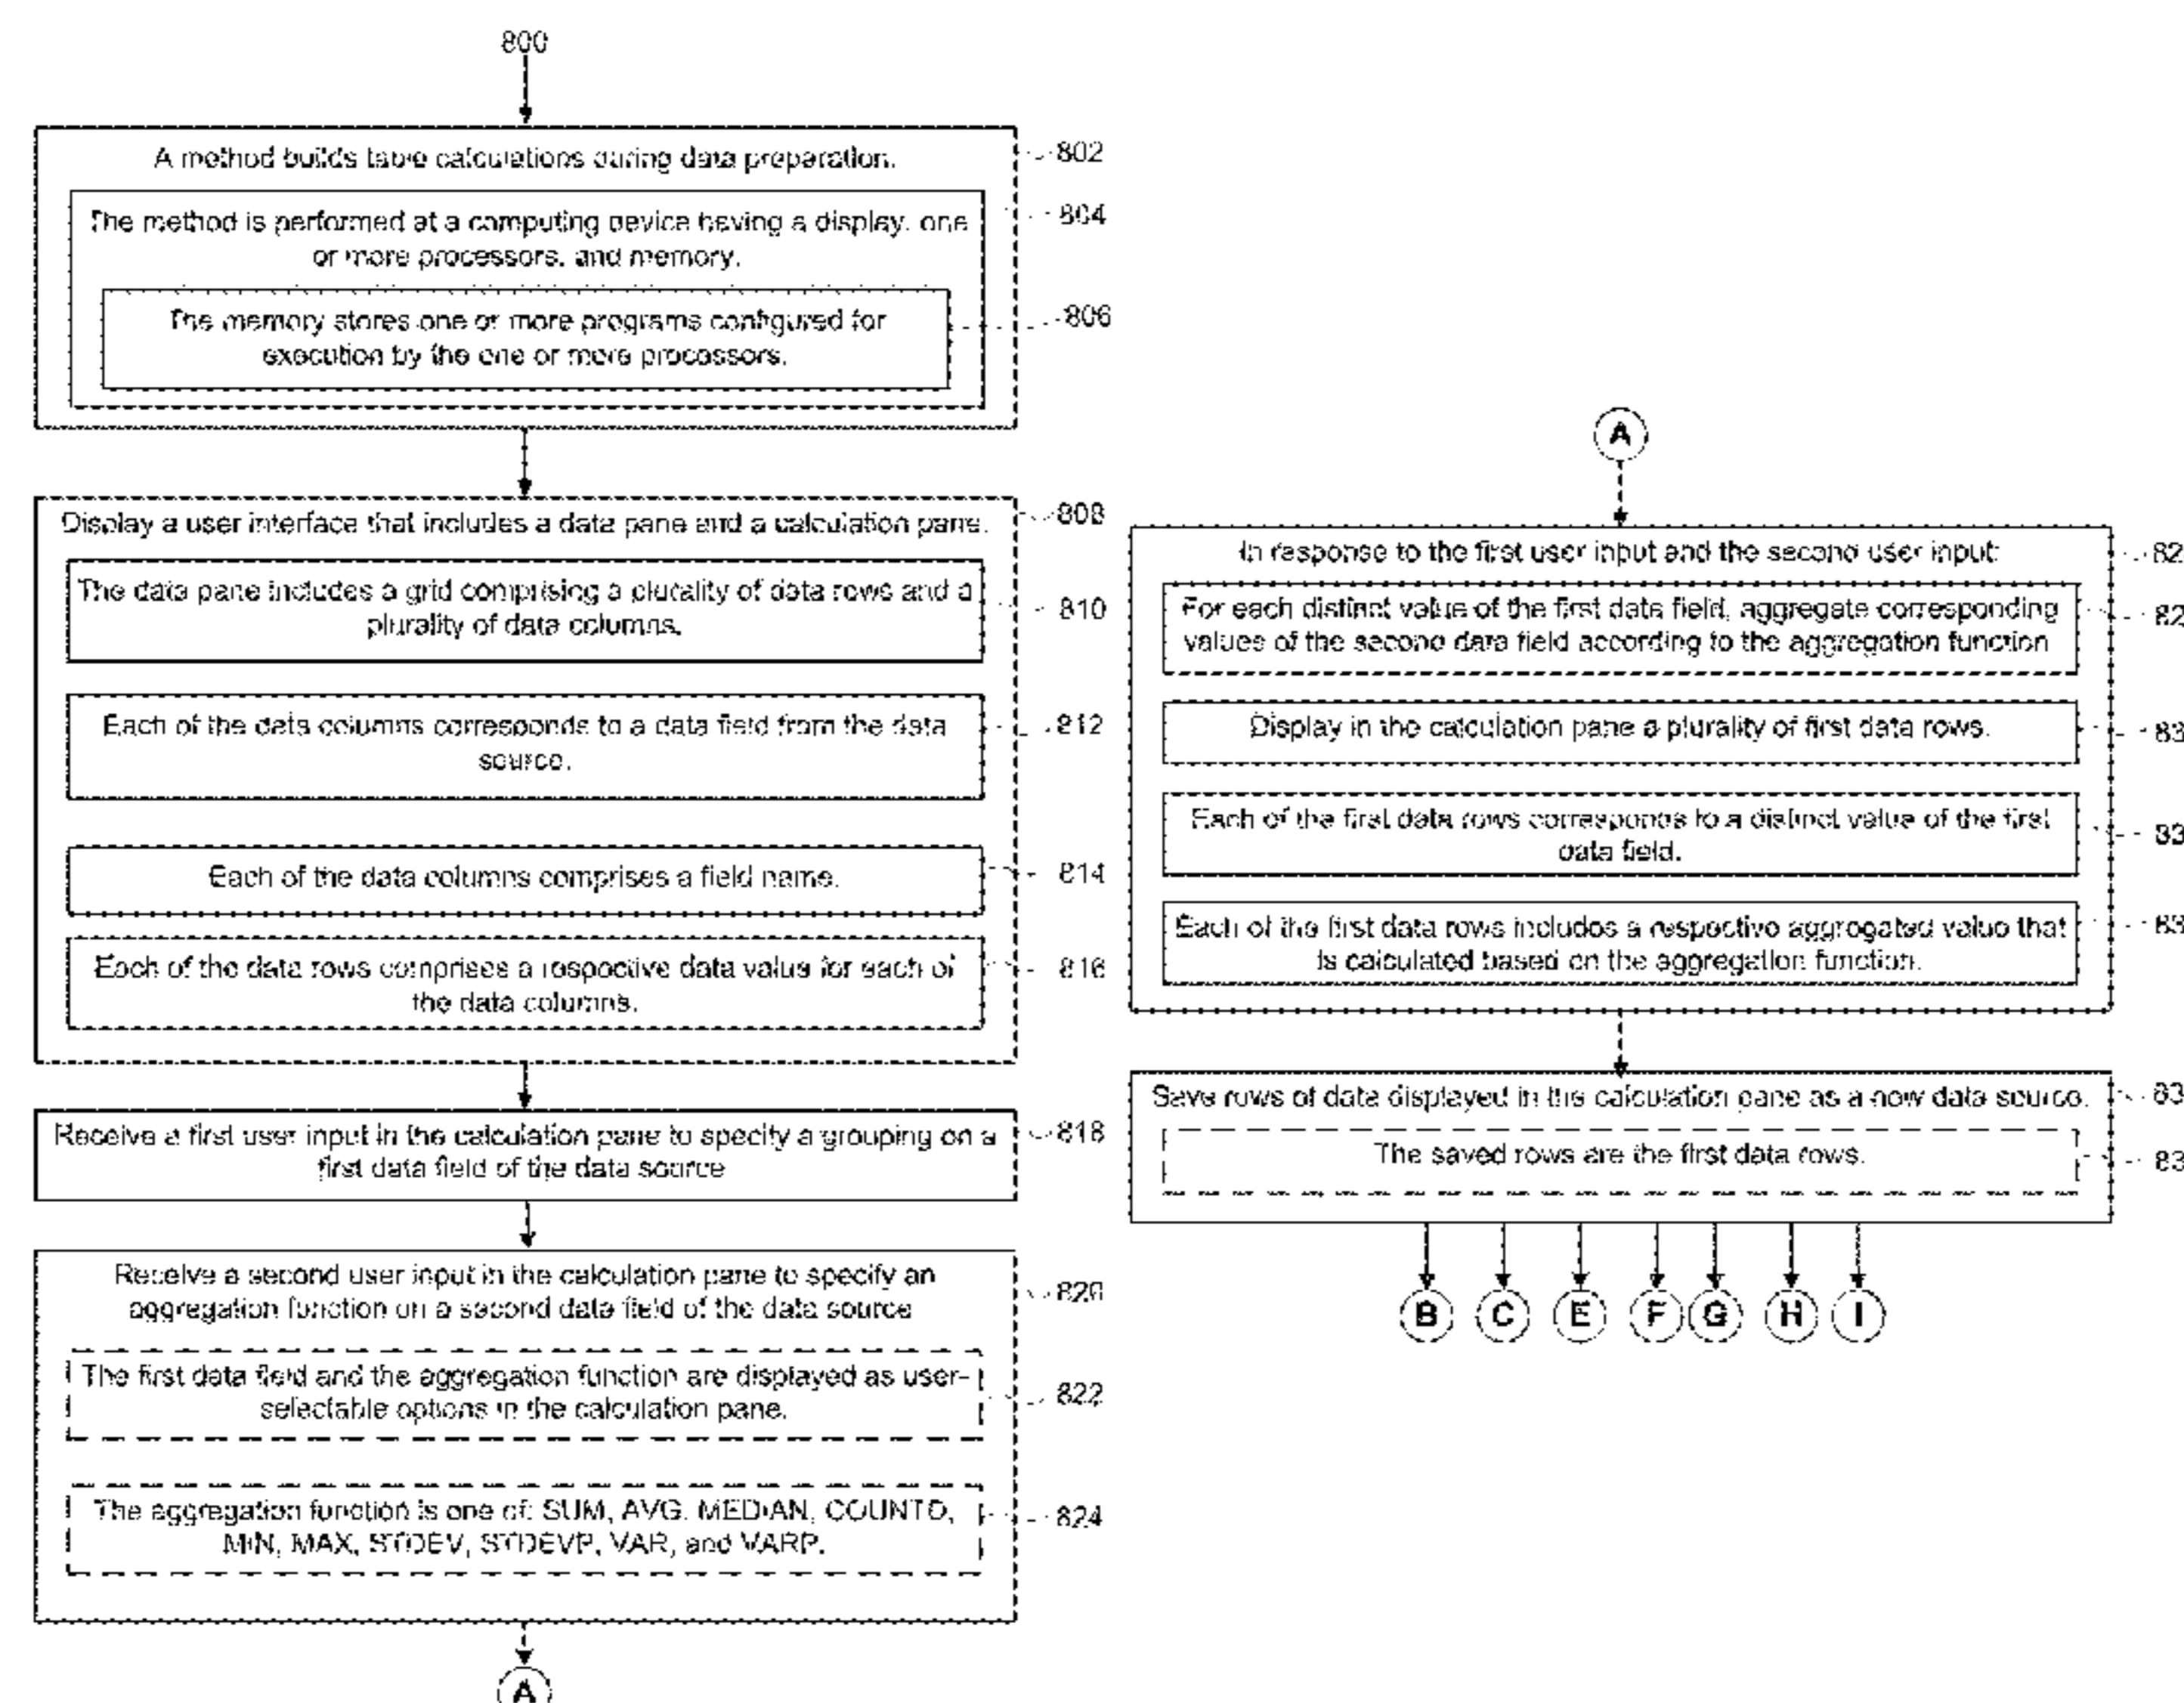 800
A method builds table calculations during data preparation.
802
The method is performed at a computing device having a display, one
or more processors, and memory.
804
The memory stores one or more programs configured for
execution by the one or more processors.
806
Display a user interface that includes a data pane and a calculation pane.
808
The data pane includes a grid comprising a plurality of data rows and a
plurality of data columns.
810
Each of the data columns corresponds to a data field from the data
source.
812
Each of the data columns comprises a field name.
814
Each of the data rows comprises a respective data value for each of
the data columns.
816
Receive a first user input in the calculation pane to specify a grouping on a
first data field of the data source
818
Receive a second user input in the calculation pane to specify an
aggregation function on a second data field of the data source
820
The first data field and the aggregation function are displayed as user-
selectable options in the calculation pane.
822
The aggregation function is one of: SUM, AVG, MEDIAN, COUNTD,
MIN, MAX, STDEV, STDEVP, VAR, and VARP.
824
A
A
In response to the first user input and the second user input:
82
For each distinct value of the first data field, aggregate corresponding
values of the second data field according to the aggregation function
82
Display in the calculation pane a plurality of first data rows.
83
Each of the first data rows corresponds to a distinct value of the first
data field.
83
Each of the first data rows includes a respective aggregated value that
is calculated based on the aggregation function.
83
Save rows of data displayed in the calculation pane as a new data source.
83
The saved rows are the first data rows.
83
B C E F G H I